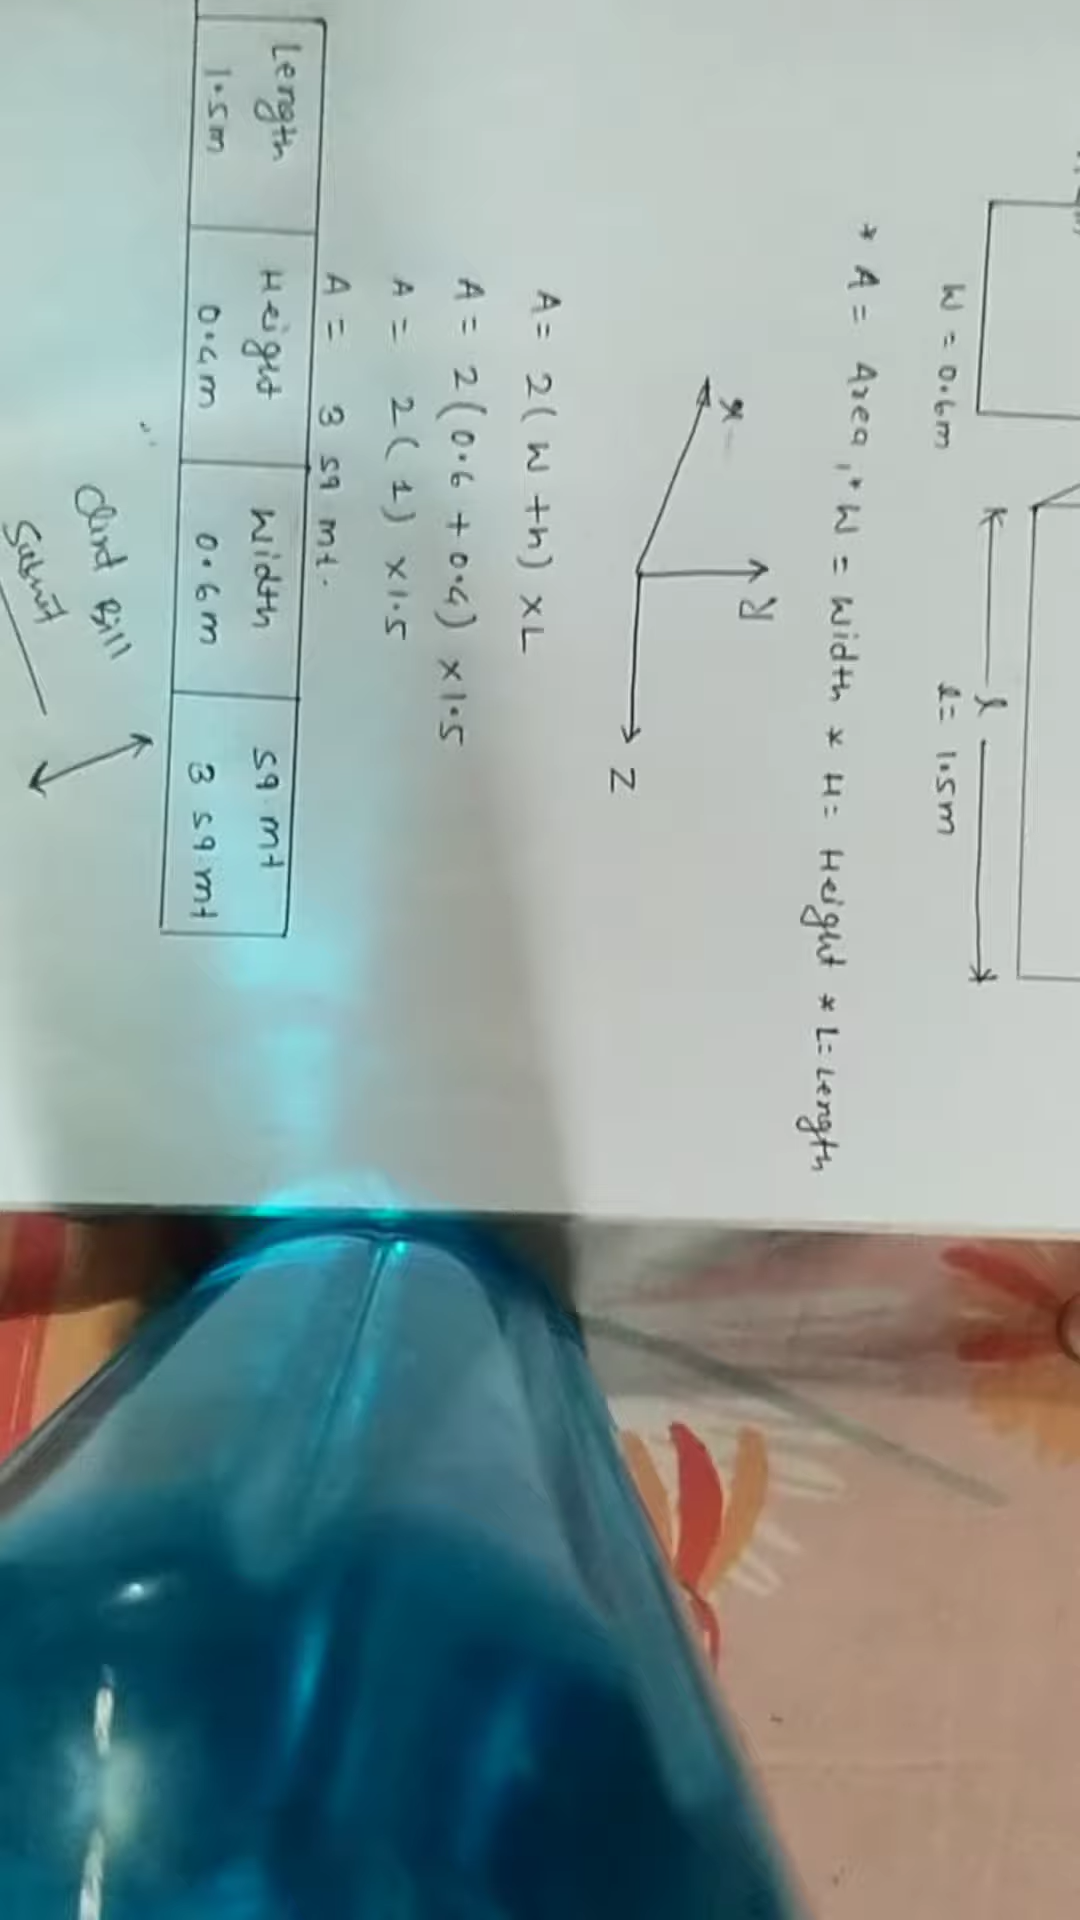 W = 0.6m
l
l = 1.5m
* A = Area, * W = Width * H = Height * L = Length
x
y
z
A = 2(W+h) x L
A = 2(0.6 + 0.4) x 1.5
A = 2(1) x 1.5
A = 3 sq mt.
Length Height Width sq.mt
1.5m 0.4m 0.6m 3 sq.mt
Bill
Submit